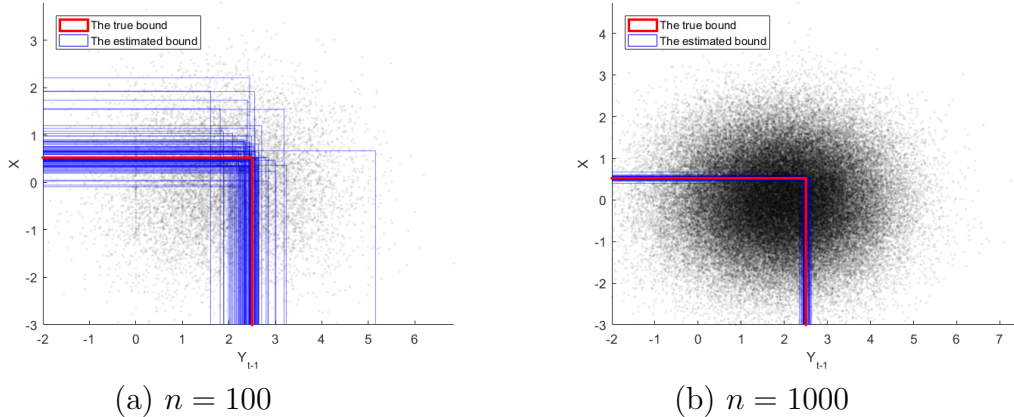 The true bound
The estimated bound
X
3
2
1
0
-1
-2
-3
-2 -1 0 1 2 3 4 5 6
Y t-1
(a) n = 100
The true bound
The estimated bound
X
4
3
2
1
0
-1
-2
-3
-2 -1 0 1 2 3 4 5 6 7
Y t-1
(b) n = 1000